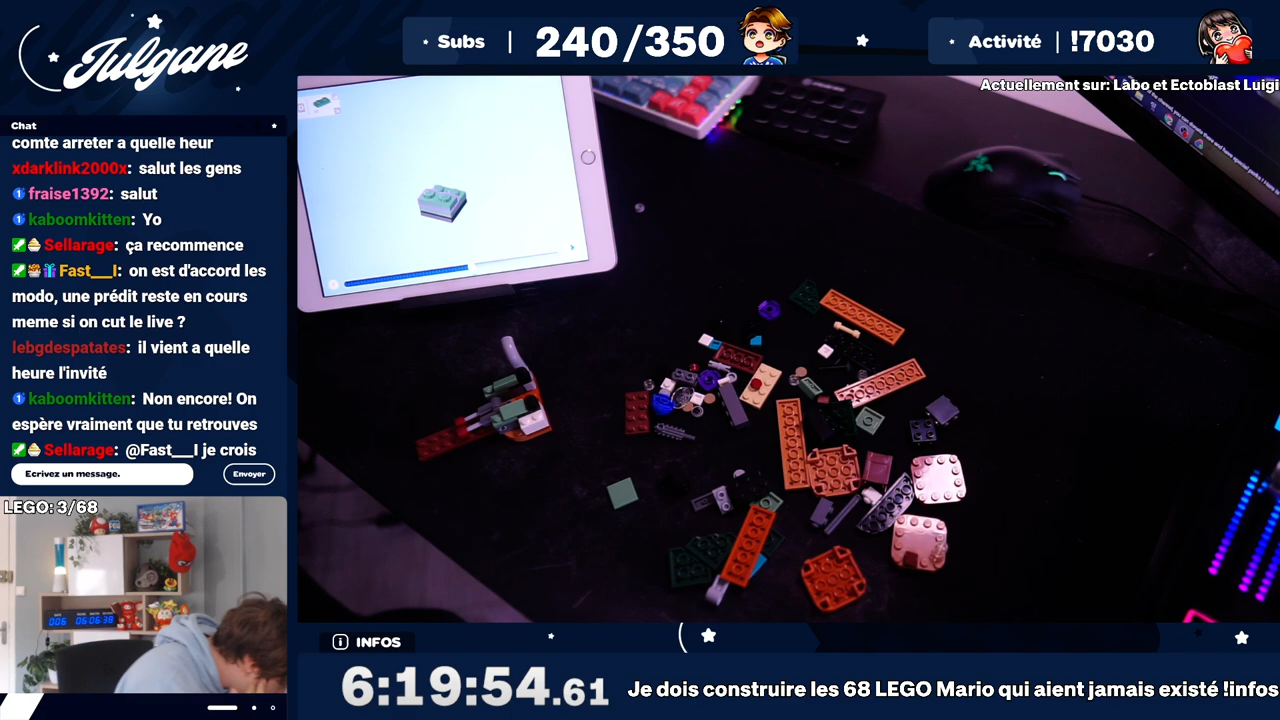 Julgane
Subs | 240/350
Activité | !7030
Actuellement sur: Labo et Ectoblast Luigi
Chat
comte arreter a quelle heur
xdarklink2000x: salut les gens
fraise1392: salut
kaboomkitten: Yo
Sellarage: ça recommence
Fast___I: on est d'accord les
modo, une prédit reste en cours
meme si on cut le live ?
lebgdespatates: il vient a quelle
heure l'invité
kaboomkitten: Non encore! On
espère vraiment que tu retrouves
Sellarage: @Fast___I je crois
Ecrivez un message.
Envoyer
LEGO: 3/68
INFOS
6:19:54.61
Je dois construire les 68 LEGO Mario qui aient jamais existé !infos